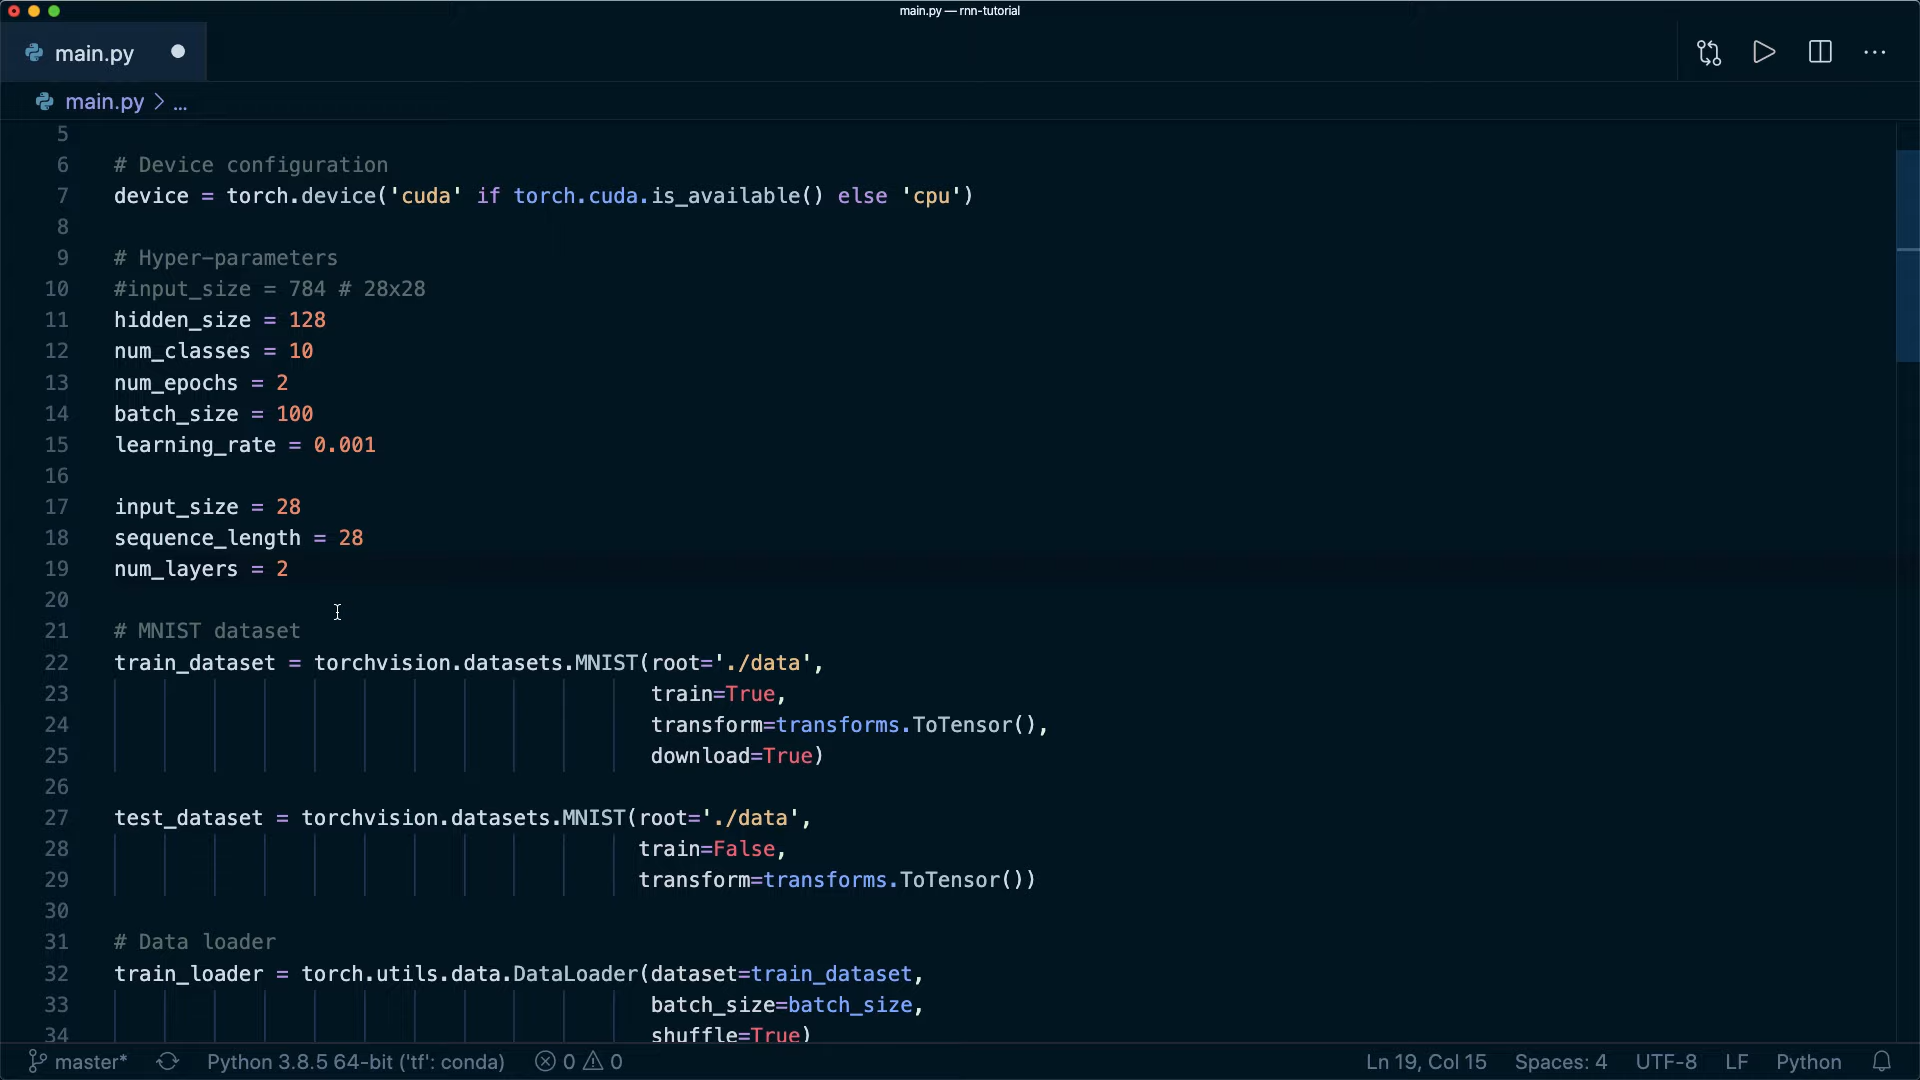 main.py — rnn-tutorial
main.py
main.py > ...
5
6 # Device configuration
7 device = torch.device('cuda' if torch.cuda.is_available() else 'cpu')
8
9 # Hyper-parameters
10 #input_size = 784 # 28x28
11 hidden_size = 128
12 num_classes = 10
13 num_epochs = 2
14 batch_size = 100
15 learning_rate = 0.001
16
17 input_size = 28
18 sequence_length = 28
19 num_layers = 2
20
21 # MNIST dataset
22 train_dataset = torchvision.datasets.MNIST(root='./data',
23 train=True,
24 transform=transforms.ToTensor(),
25 download=True)
26
27 test_dataset = torchvision.datasets.MNIST(root='./data',
28 train=False,
29 transform=transforms.ToTensor())
30
31 # Data loader
32 train_loader = torch.utils.data.DataLoader(dataset=train_dataset,
33 batch_size=batch_size,
34 shuffle=True)
master* Python 3.8.5 64-bit ('tf': conda) 0 0 Ln 19, Col 15 Spaces: 4 UTF-8 LF Python